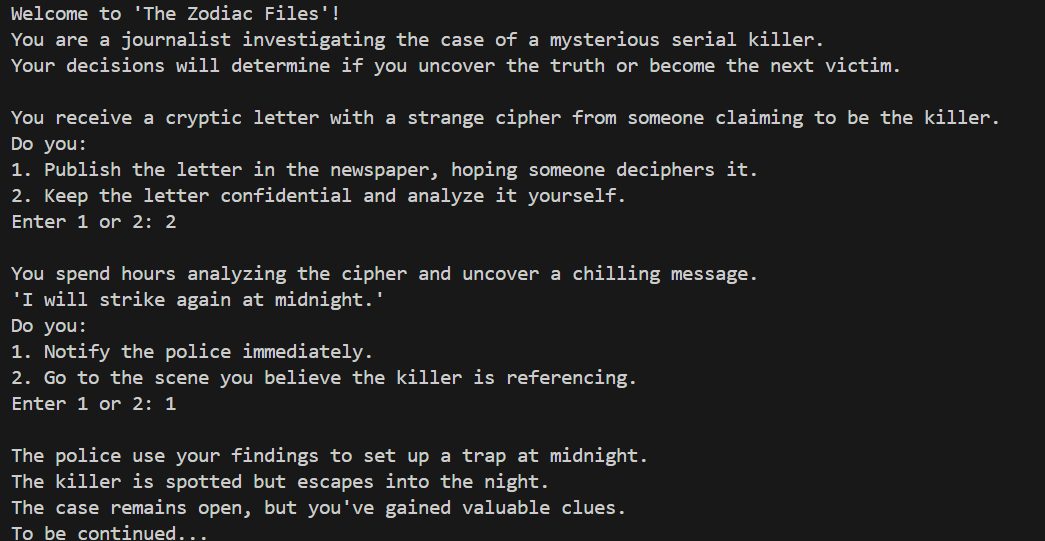 Welcome to 'The Zodiac Files'!
You are a journalist investigating the case of a mysterious serial killer.
Your decisions will determine if you uncover the truth or become the next victim.
You receive a cryptic letter with a strange cipher from someone claiming to be the killer.
Do you:
1. Publish the letter in the newspaper, hoping someone deciphers it.
2. Keep the letter confidential and analyze it yourself.
Enter 1 or 2: 2
You spend hours analyzing the cipher and uncover a chilling message.
'I will strike again at midnight.'
Do you:
1. Notify the police immediately.
2. Go to the scene you believe the killer is referencing.
Enter 1 or 2: 1
The police use your findings to set up a trap at midnight.
The killer is spotted but escapes into the night.
The case remains open, but you've gained valuable clues.
To be continued...